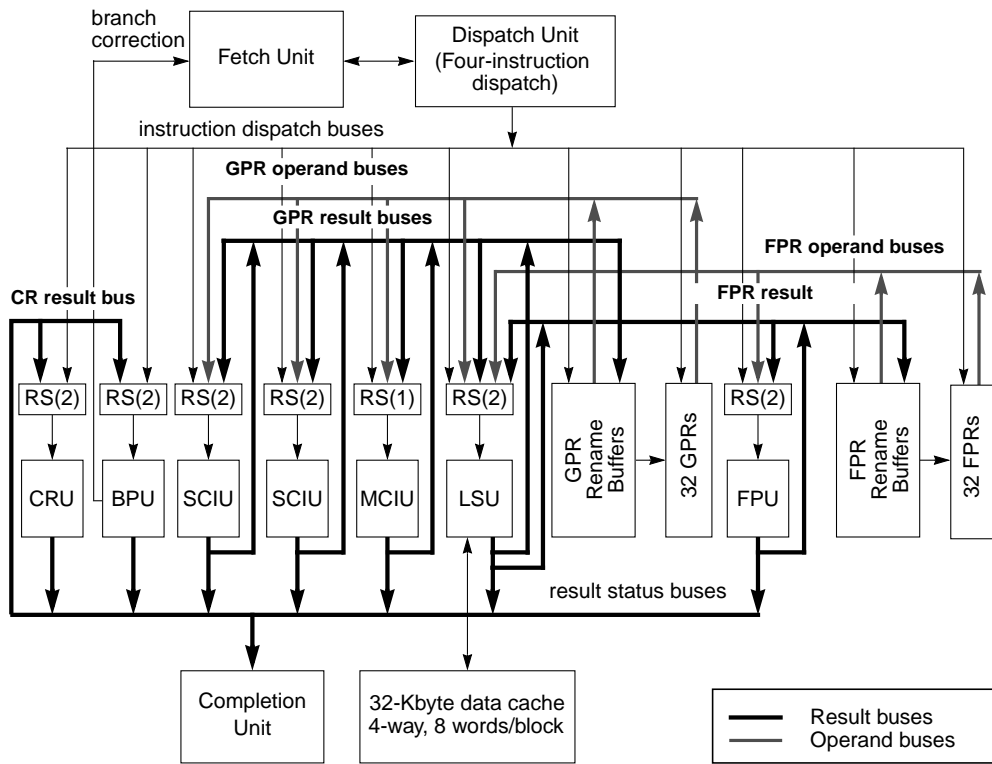 branch
correction
Fetch Unit
Dispatch Unit
(Four-instruction
dispatch)
instruction dispatch buses
GPR operand buses
GPR result buses
FPR operand buses
CR result bus
FPR result
RS(2)
RS(2)
RS(2)
RS(2)
RS(1)
RS(2)
RS(2)
CRU
BPU
SCIU
SCIU
MCIU
LSU
GPR
Rename
Buffers
32 GPRs
FPU
FPR
Rename
Buffers
32 FPRs
result status buses
Completion
Unit
32-Kbyte data cache
4-way, 8 words/block
Result buses
Operand buses